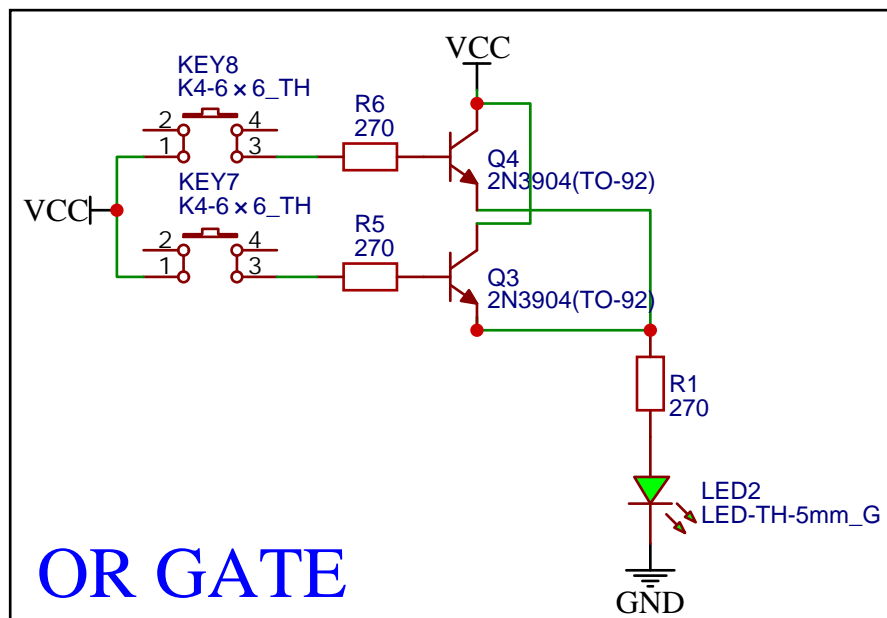 VCC
KEY8
K4-6×6_TH
2
4
1
3
R6
270
Q4
2N3904(TO-92)
VCC
KEY7
K4-6×6_TH
2
4
1
3
R5
270
Q3
2N3904(TO-92)
R1
270
LED2
LED-TH-5mm_G
GND
OR GATE